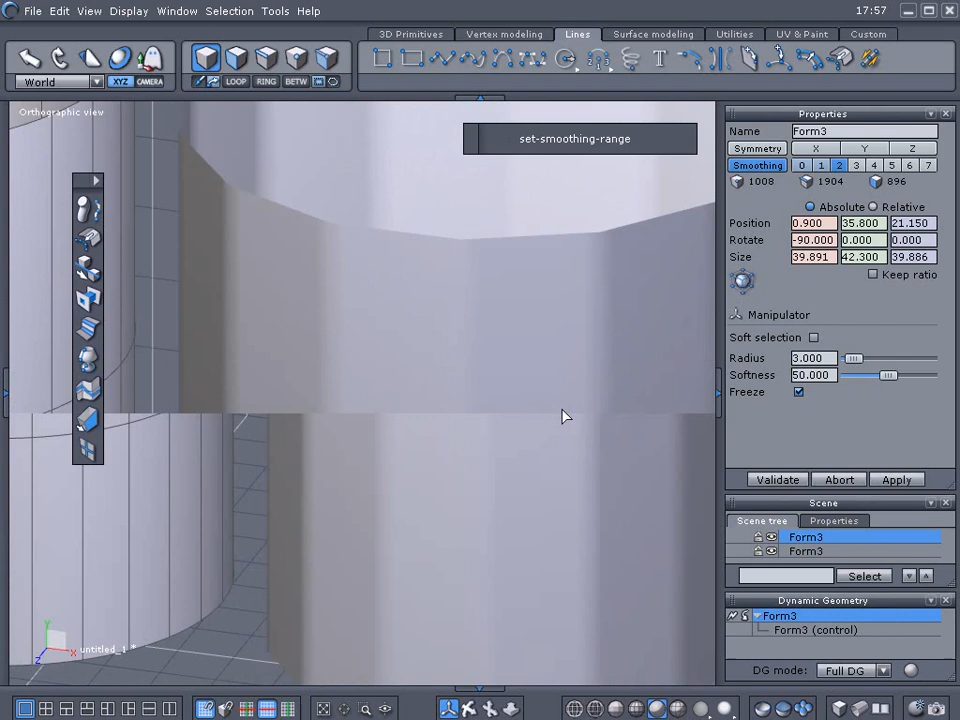 File Edit View Display Window Selection Tools Help 17:57
3D Primitives Vertex modeling Lines Surface modeling Utilities UV & Paint Custom
World XYZ CAMERA LOOP RING BETW
Orthographic view
set-smoothing-range
Properties
Name Form3
Symmetry X Y Z
Smoothing 0 1 2 3 4 5 6 7
1008 1904 896
Absolute Relative
Position 0.900 35.800 21.150
Rotate -90.000 0.000 0.000
Size 39.891 42.300 39.886
Keep ratio
Manipulator
Soft selection
Radius 3.000
Softness 50.000
Freeze
Validate Abort Apply
Scene
Scene tree Properties
Form3
Form3
Select
Dynamic Geometry
Form3
Form3 (control)
DG mode: Full DG
y
z x untitled_1 *